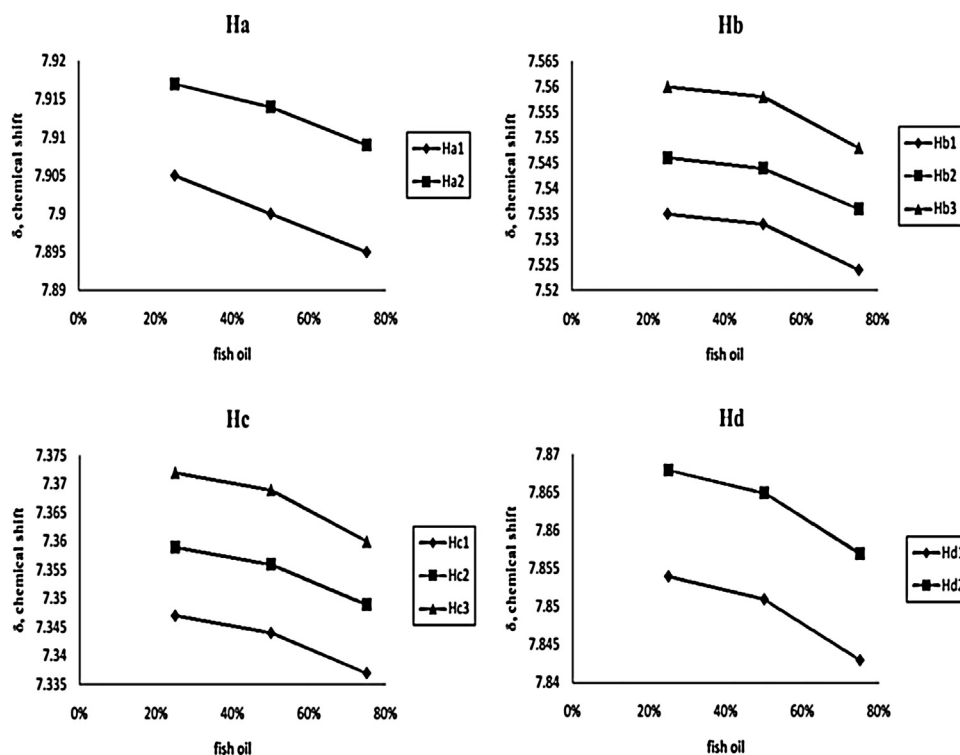 Ha
7.92
7.915
7.91
7.905
7.9
7.895
7.89
δ, chemical shift
0% 20% 40% 60% 80%
fish oil
Ha1
Ha2
Hb
7.565
7.56
7.555
7.55
7.545
7.54
7.535
7.53
7.525
7.52
δ, chemical shift
0% 20% 40% 60% 80%
fish oil
Hb1
Hb2
Hb3
Hc
7.375
7.37
7.365
7.36
7.355
7.35
7.345
7.34
7.335
δ, chemical shift
0% 20% 40% 60% 80%
fish oil
Hc1
Hc2
Hc3
Hd
7.87
7.865
7.86
7.855
7.85
7.845
7.84
δ, chemical shift
0% 20% 40% 60% 80%
fish oil
Hd1
Hd2